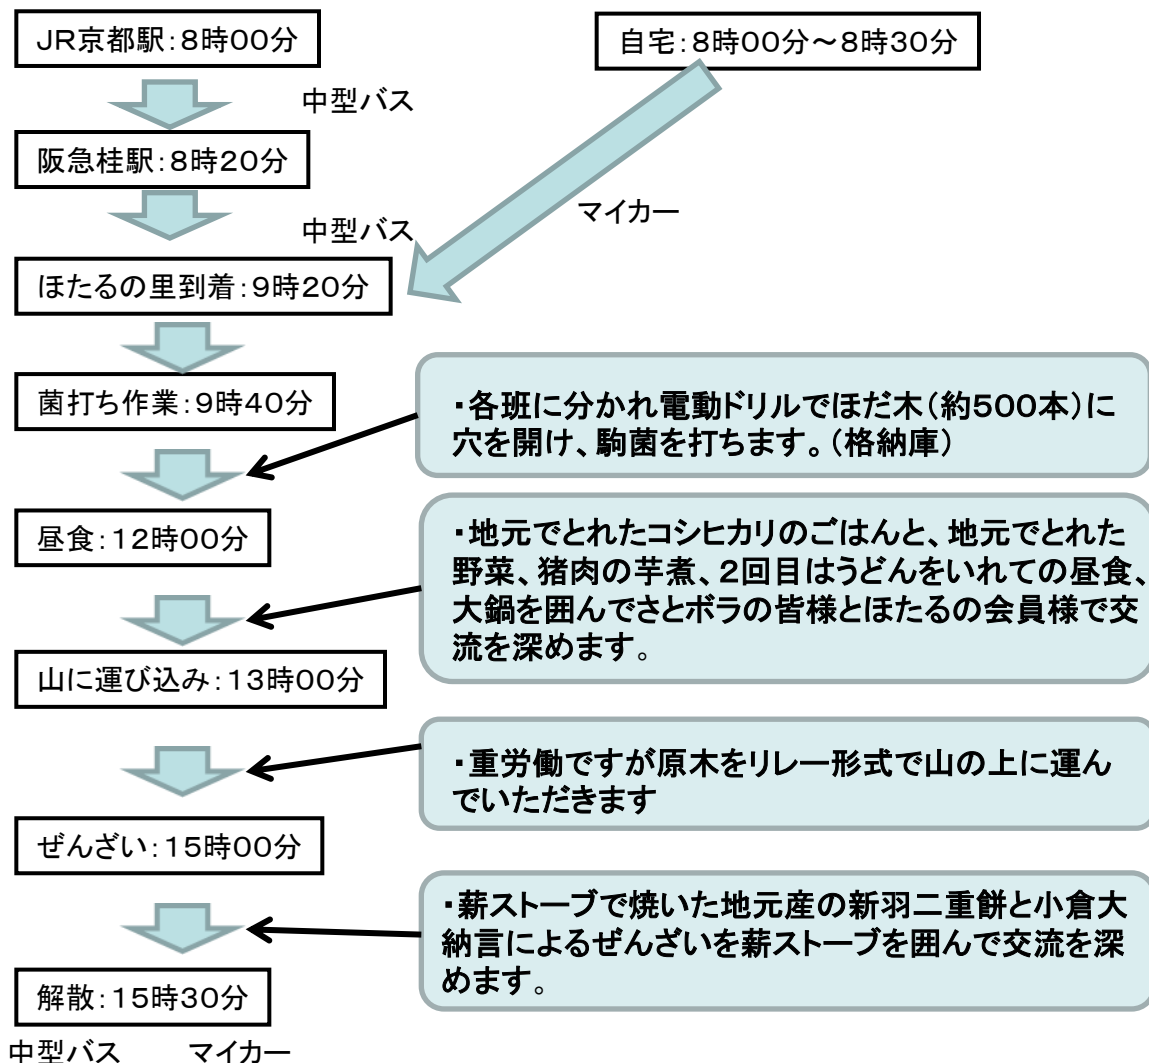 JR京都駅:8時00分
自宅:8時00分～8時30分
中型バス
阪急桂駅:8時20分
マイカー
中型バス
ほたるの里到着:9時20分
菌打ち作業:9時40分
・各班に分かれ電動ドリルでほだ木(約500本)に
穴を開け、駒菌を打ちます。(格納庫)
昼食:12時00分
・地元でとれたコシヒカリのごはんと、地元でとれた
野菜、猪肉の芋煮、2回目はうどんをいれての昼食、
大鍋を囲んでさとボラの皆様とほたるの会員様で交
流を深めます。
山に運び込み:13時00分
・重労働ですが原木をリレー形式で山の上に運ん
でいただきます
ぜんざい:15時00分
・薪ストーブで焼いた地元産の新羽二重餅と小倉大
納言によるぜんざいを薪ストーブを囲んで交流を深
めます。
解散:15時30分
中型バス マイカー